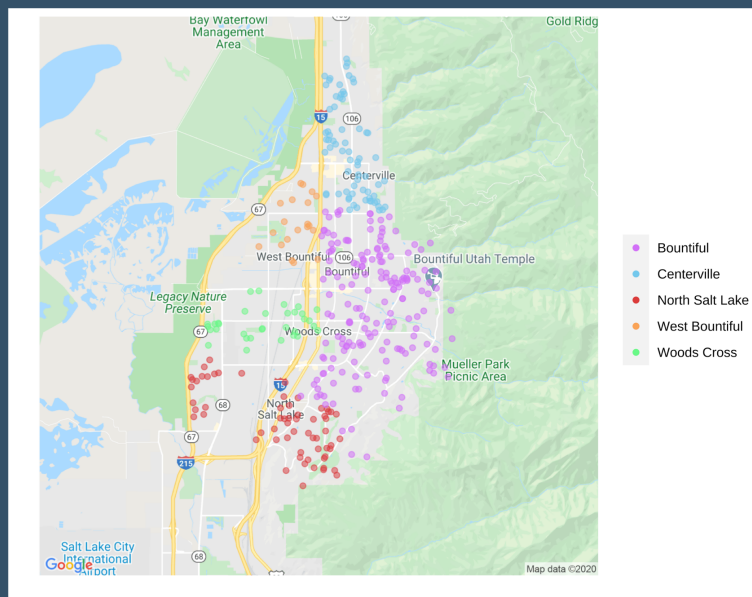 Bay Waterfowl
Management
Area
Gold Ridg
15
106
Centerville
67
West Bountiful
106
Bountiful
Bountiful Utah Temple
Legacy Nature
Preserve
67
Woods Cross
Mueller Park
Picnic Area
15
68
North
Salt Lake
67
215
68
Salt Lake City
International
Airport
Google
Map data ©2020
Bountiful
Centerville
North Salt Lake
West Bountiful
Woods Cross